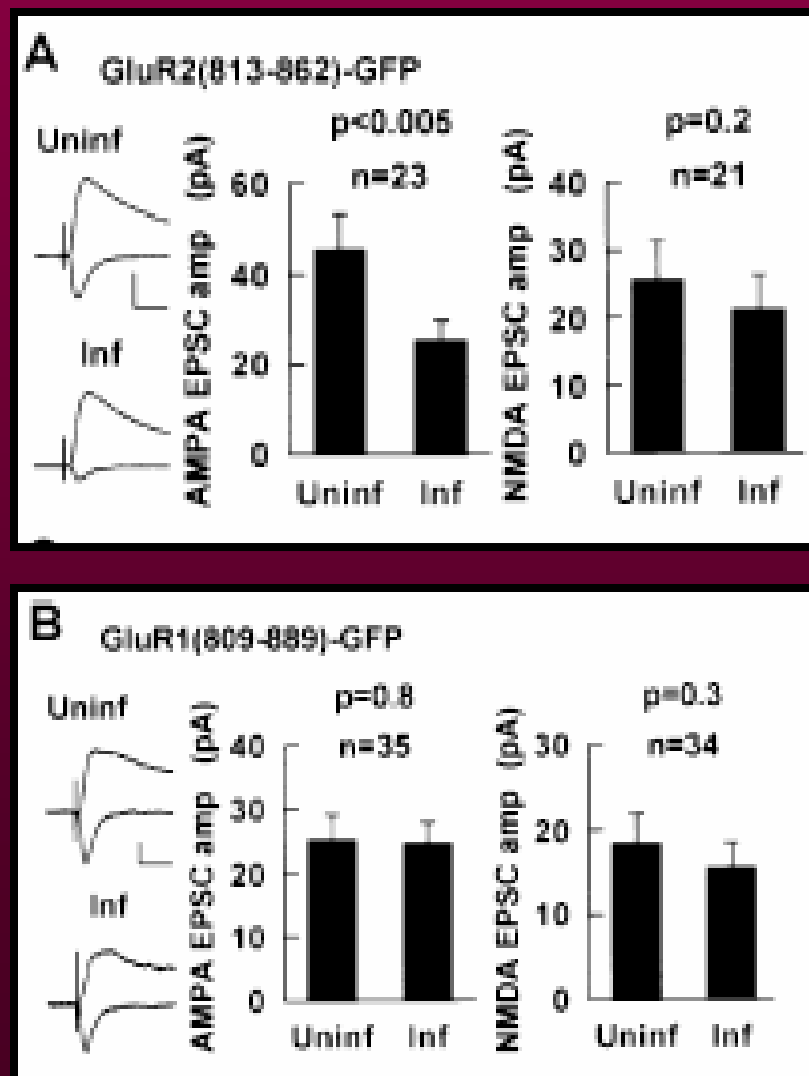 A
GluR2(813-862)-GFP
Uninf
Inf
AMPA EPSC amp (pA)
p<0.005
n=23
60
40
20
0
Uninf Inf
NMDA EPSC amp (pA)
p=0.2
n=21
40
30
20
10
0
Uninf Inf
B
GluR1(809-889)-GFP
Uninf
Inf
AMPA EPSC amp (pA)
p=0.8
n=35
40
30
20
10
0
Uninf Inf
NMDA EPSC amp (pA)
p=0.3
n=34
30
20
10
0
Uninf Inf